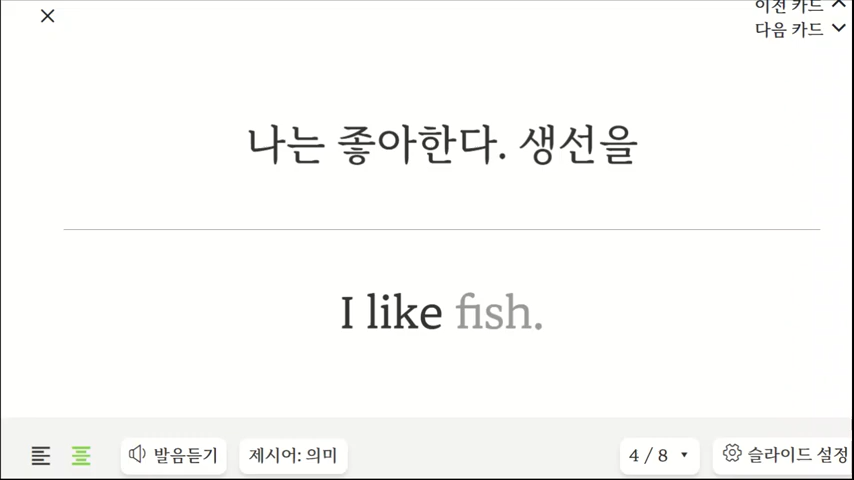 이전 카드
다음 카드
나는 좋아한다. 생선을
I like fish.
발음듣기
제시어: 의미
4 / 8
슬라이드 설정